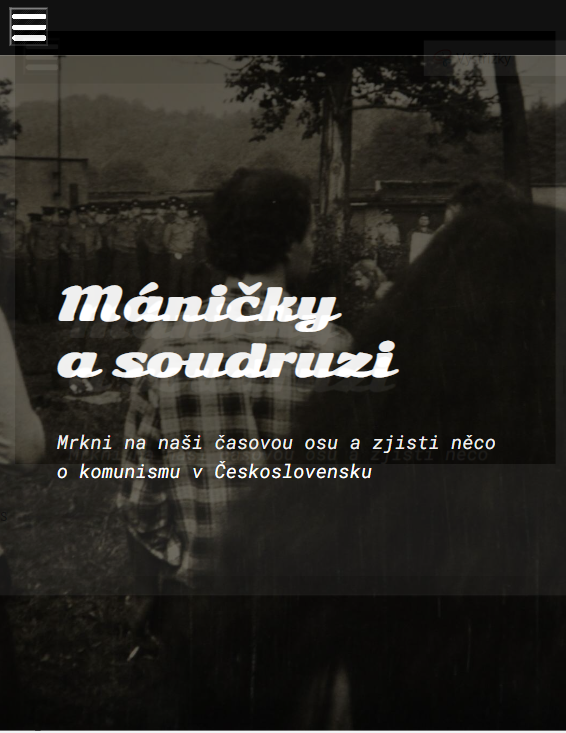 Máničky
a soudruzi
Mrkni na naši časovou osu a zjisti něco
o komunismu v Československu